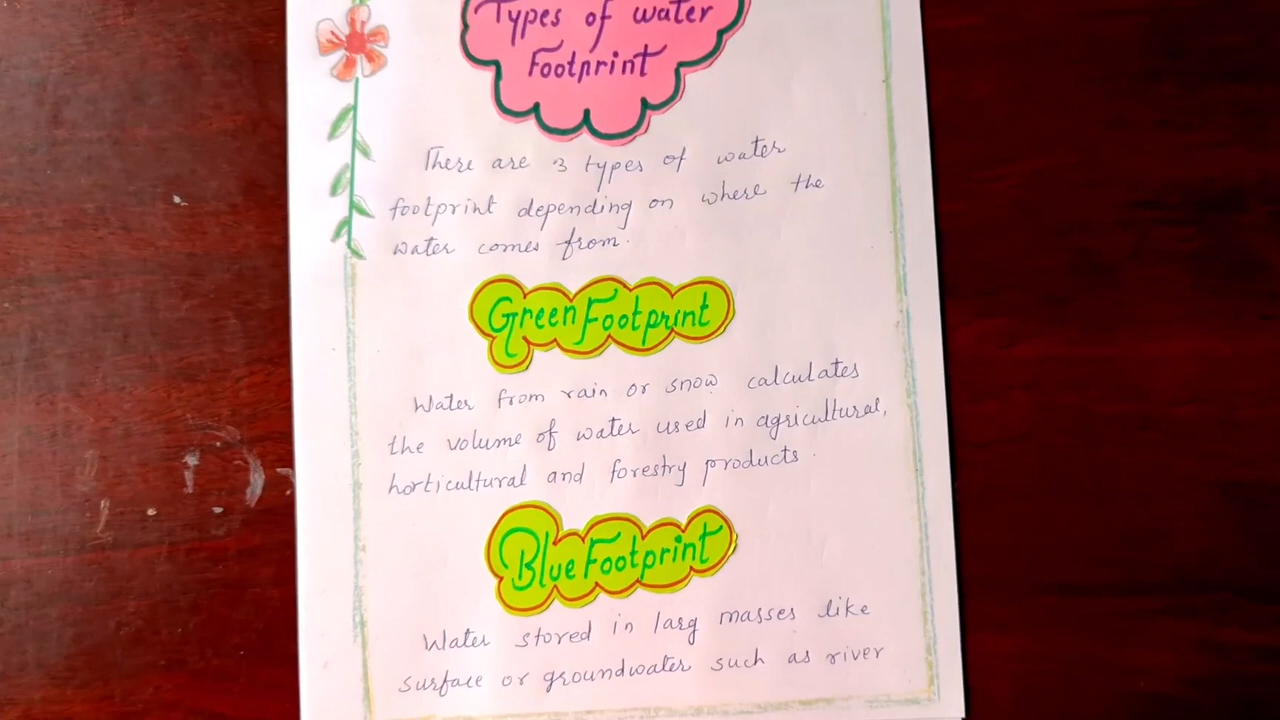 Types of water
Footprint
There are 3 types of water
footprint depending on where the
water comes from.
Green Footprint
Water from rain or snow calculates
the volume of water used in agricultural,
horticultural and forestry products.
Blue Footprint
Water stored in larg masses like
surface or groundwater such as river